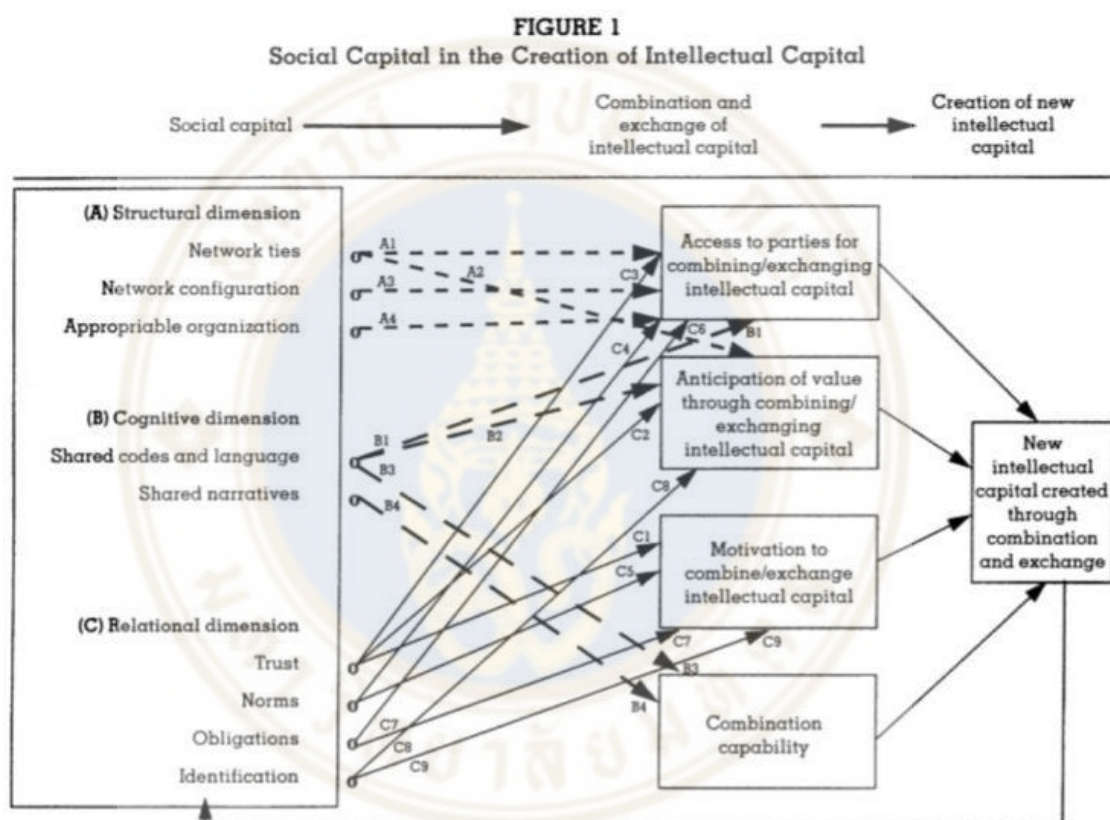 FIGURE 1
Social Capital in the Creation of Intellectual Capital
Social capital
Combination and
exchange of
intellectual capital
Creation of new
intellectual
capital
(A) Structural dimension
Network ties
Network configuration
Appropriable organization
(B) Cognitive dimension
Shared codes and language
Shared narratives
(C) Relational dimension
Trust
Norms
Obligations
Identification
A1
A2
A3
A4
B1
B2
B3
B4
C7
C8
C9
C3
C4
C6
B1
C2
C8
C1
C5
C7
C9
B3
B4
Access to parties for
combining/exchanging
intellectual capital
Anticipation of value
through combining/
exchanging
intellectual capital
Motivation to
combine/exchange
intellectual capital
Combination
capability
New
intellectual
capital created
through
combination
and exchange